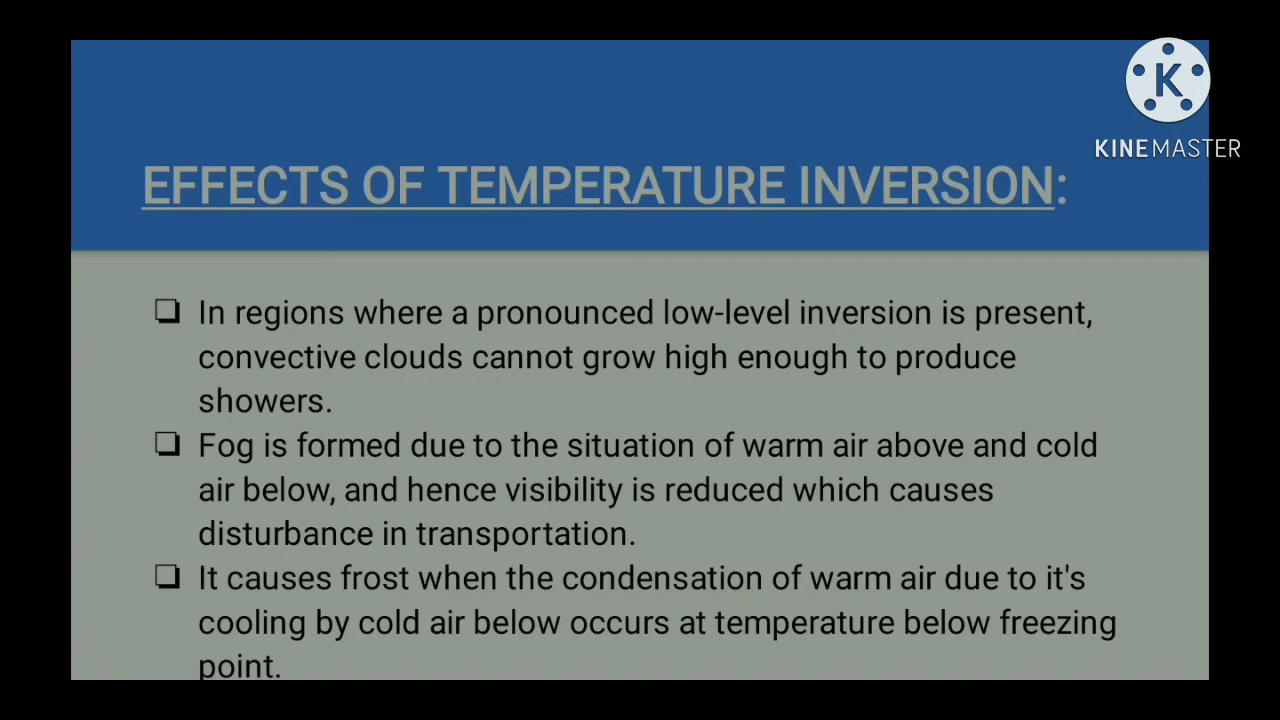 K
KINEMASTER
EFFECTS OF TEMPERATURE INVERSION:
❑ In regions where a pronounced low-level inversion is present,
convective clouds cannot grow high enough to produce
showers.
❑ Fog is formed due to the situation of warm air above and cold
air below, and hence visibility is reduced which causes
disturbance in transportation.
❑ It causes frost when the condensation of warm air due to it's
cooling by cold air below occurs at temperature below freezing
point.